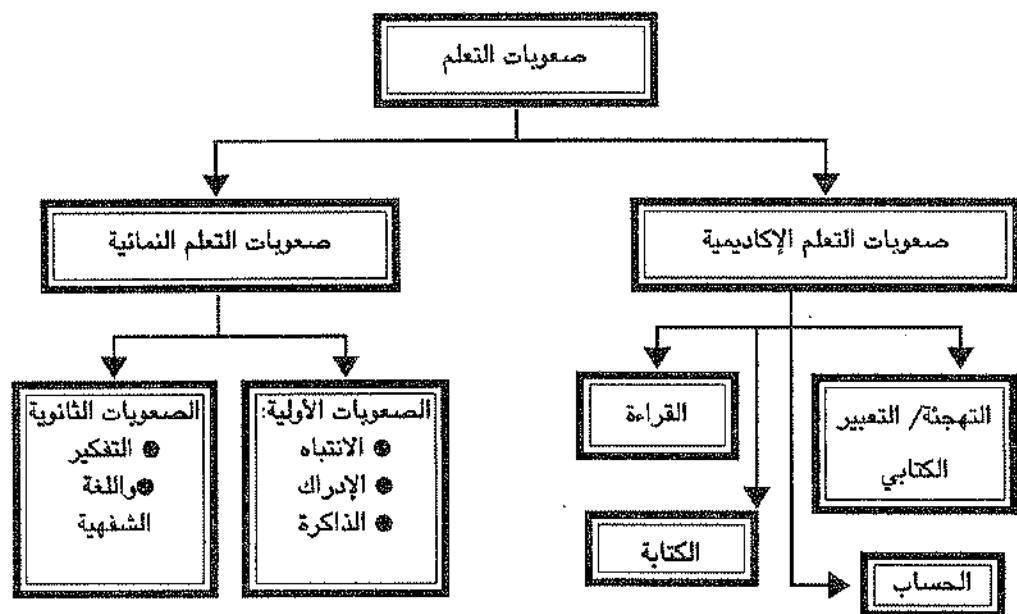 صعوبات التعلم
صعوبات التعلم الإكاديمية
صعوبات التعلم النمائية
التهجئة/ التعبير
الكتابي
القراءة
الكتابة
الحساب
الصعوبات الأولية:
● الانتباه
● الإدراك
● الذاكرة
الصعوبات الثانوية
● التفكير
●واللغة
الشفهية